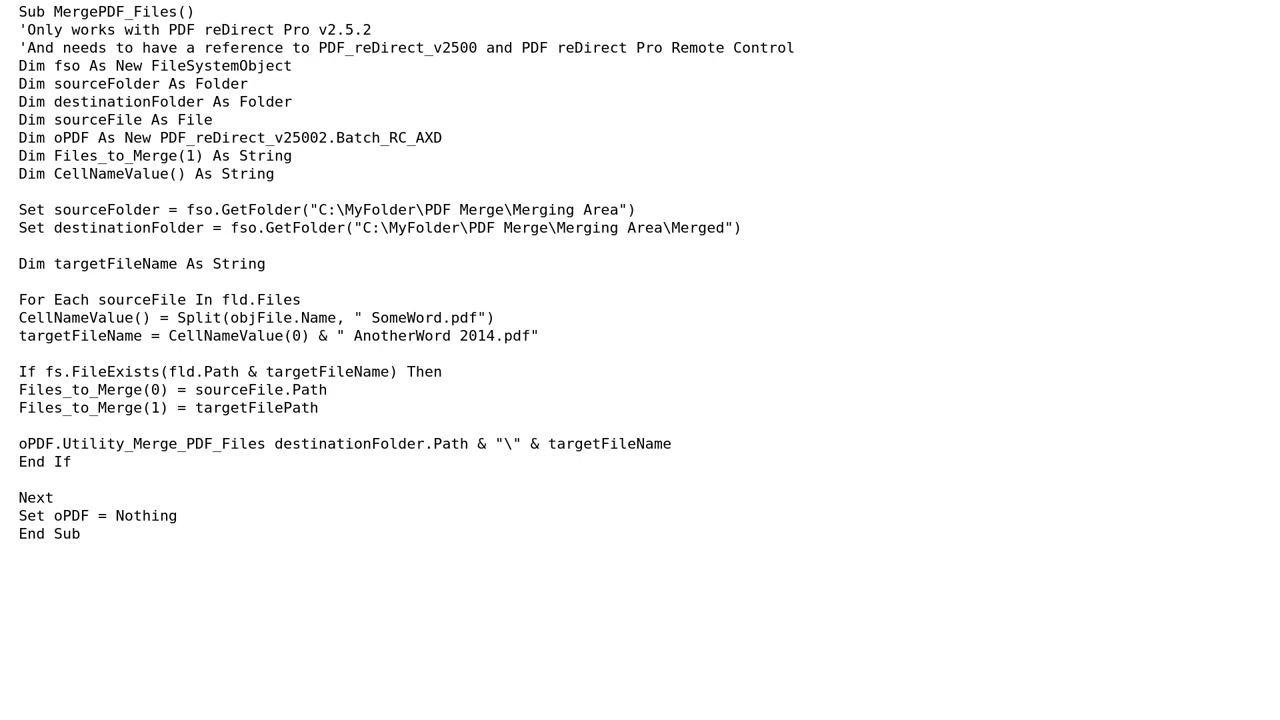 Sub MergePDF_Files()
'Only works with PDF reDirect Pro v2.5.2
'And needs to have a reference to PDF_reDirect_v2500 and PDF reDirect Pro Remote Control
Dim fso As New FileSystemObject
Dim sourceFolder As Folder
Dim destinationFolder As Folder
Dim sourceFile As File
Dim oPDF As New PDF_reDirect_v25002.Batch_RC_AXD
Dim Files_to_Merge(1) As String
Dim CellNameValue() As String

Set sourceFolder = fso.GetFolder("C:\MyFolder\PDF Merge\Merging Area")
Set destinationFolder = fso.GetFolder("C:\MyFolder\PDF Merge\Merging Area\Merged")

Dim targetFileName As String

For Each sourceFile In fld.Files
CellNameValue() = Split(objFile.Name, " SomeWord.pdf")
targetFileName = CellNameValue(0) & " AnotherWord 2014.pdf"

If fs.FileExists(fld.Path & targetFileName) Then
Files_to_Merge(0) = sourceFile.Path
Files_to_Merge(1) = targetFilePath

oPDF.Utility_Merge_PDF_Files destinationFolder.Path & "\" & targetFileName
End If

Next
Set oPDF = Nothing
End Sub